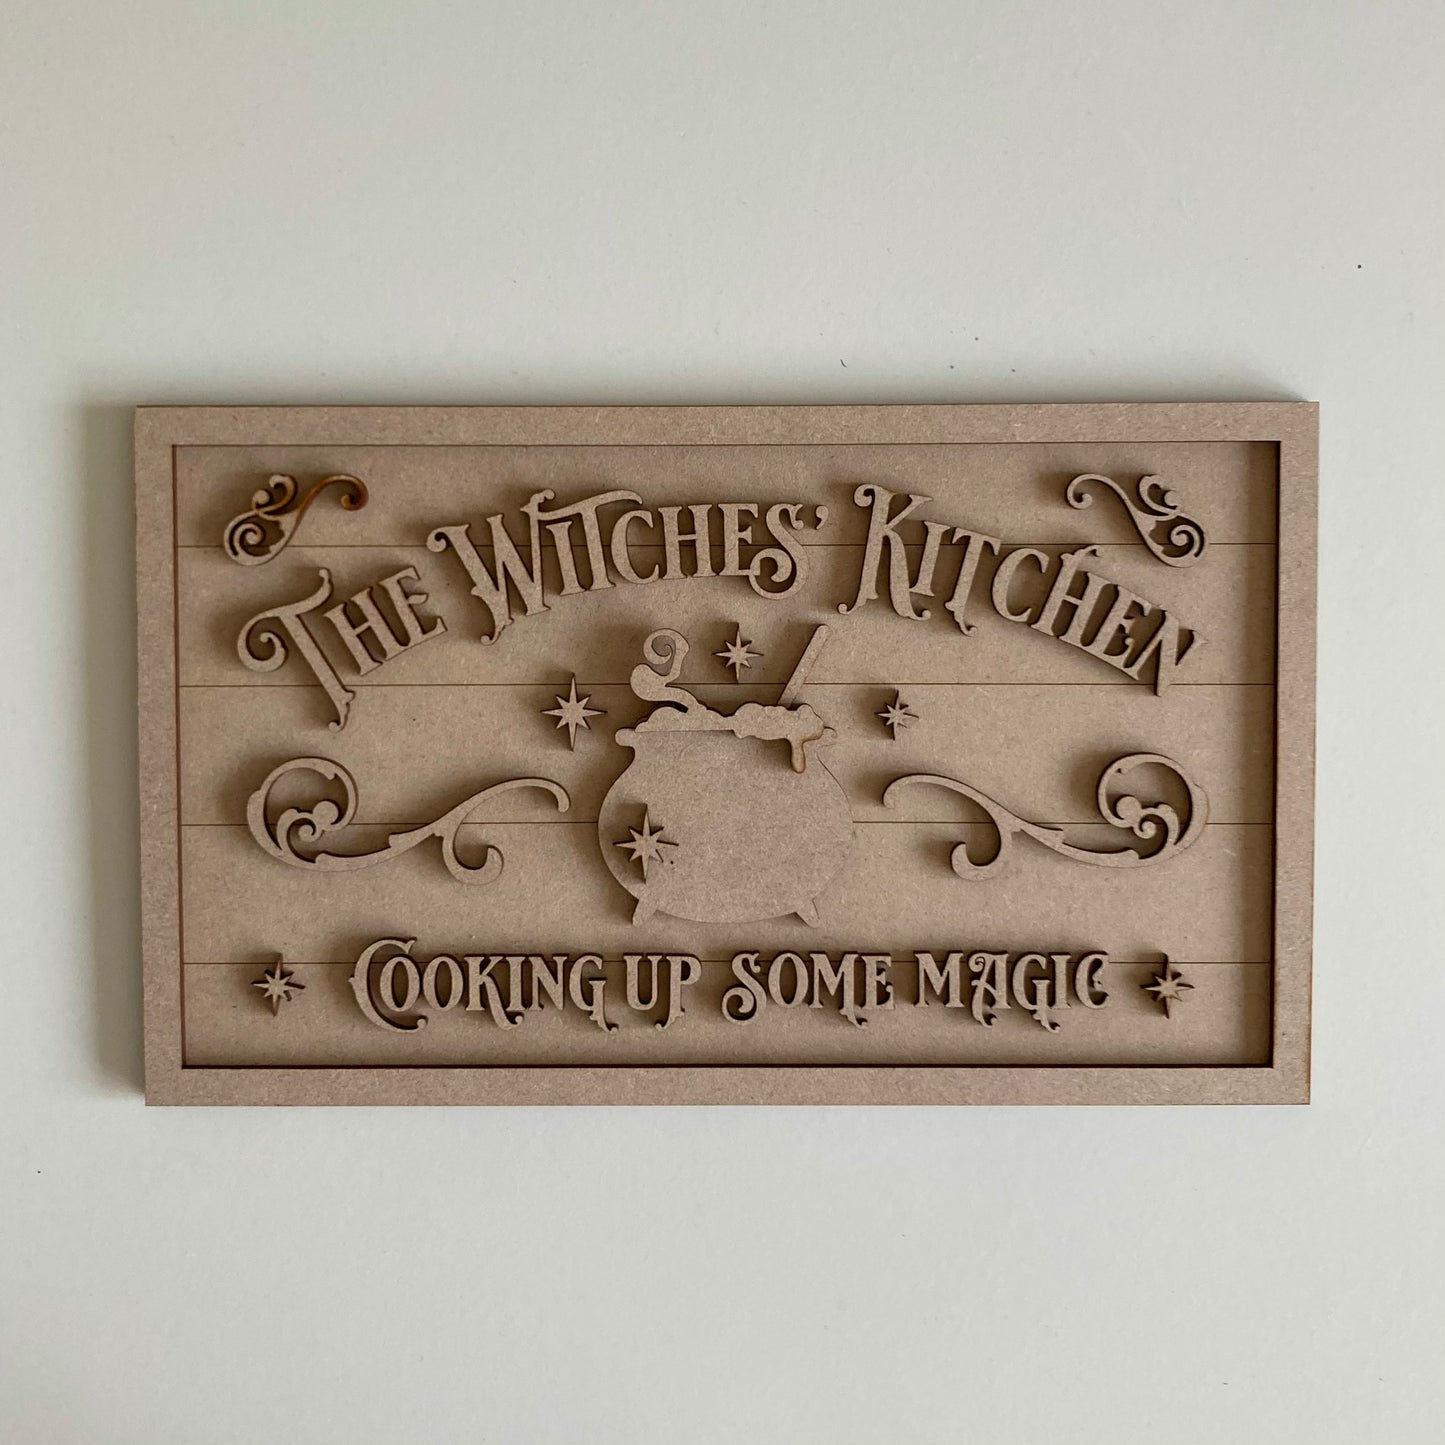 The Witches' Kitchen
Cooking up some magic